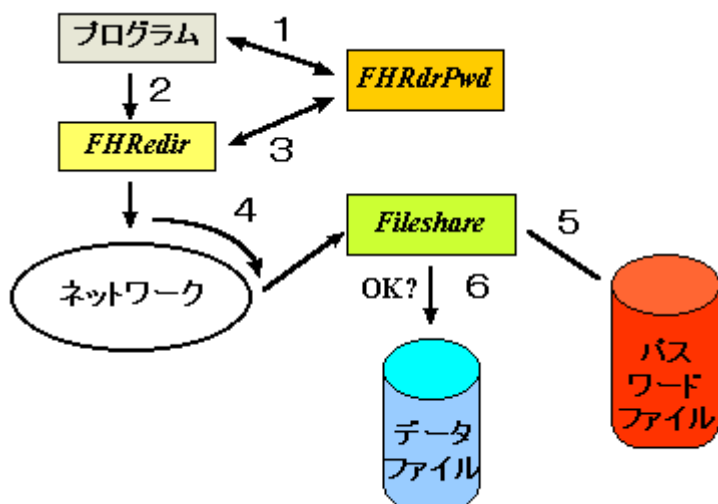 プログラム
1
FHRdrPwd
2
FHRedir
3
4
Fileshare
5
ネットワーク
OK?
6
パス
ワード
ファイル
データ
ファイル